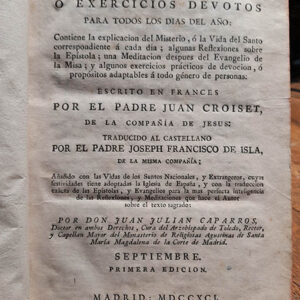 O EXERCICIOS DEVOTOS
PARA TODOS LOS DIAS DEL AÑO:
Contiene la explicacion del Misterio, ó la Vida del Santo
correspondiente á cada dia; algunas Reflexîones sobre
la Epístola; una Meditacion despues del Evangelio de
la Misa; y algunos exercicios prácticos de devocion, ó
propósitos adaptables á todo género de personas.
ESCRITO EN FRANCES
POR EL PADRE JUAN CROISET,
DE LA COMPAÑIA DE JESUS:
TRADUCIDO AL CASTELLANO
POR EL PADRE JOSEPH FRANCISCO DE ISLA,
DE LA MISMA COMPAÑIA;
Añadido con las Vidas de los Santos Nacionales, y Extrangeros, cuyas
festividades tiene adoptadas la Iglesia de España, y con la traduccion
de las Epístolas, y Evangelios para la mas perfecta inteligencia
de las Reflexîones, y Meditaciones que hace el Autor
sobre el texto sagrado:
POR DON JUAN JULIAN CAPARROS,
Doctor en ambos Derechos, Cura del Arzobispado de Toledo, Rector,
y Capellan Mayor del Monasterio de Religiosas Agustinas de Santa
María Magdalena de la Corte de Madrid.
SEPTIEMBRE.
PRIMERA EDICION.
MADRID: MDCCXCI.